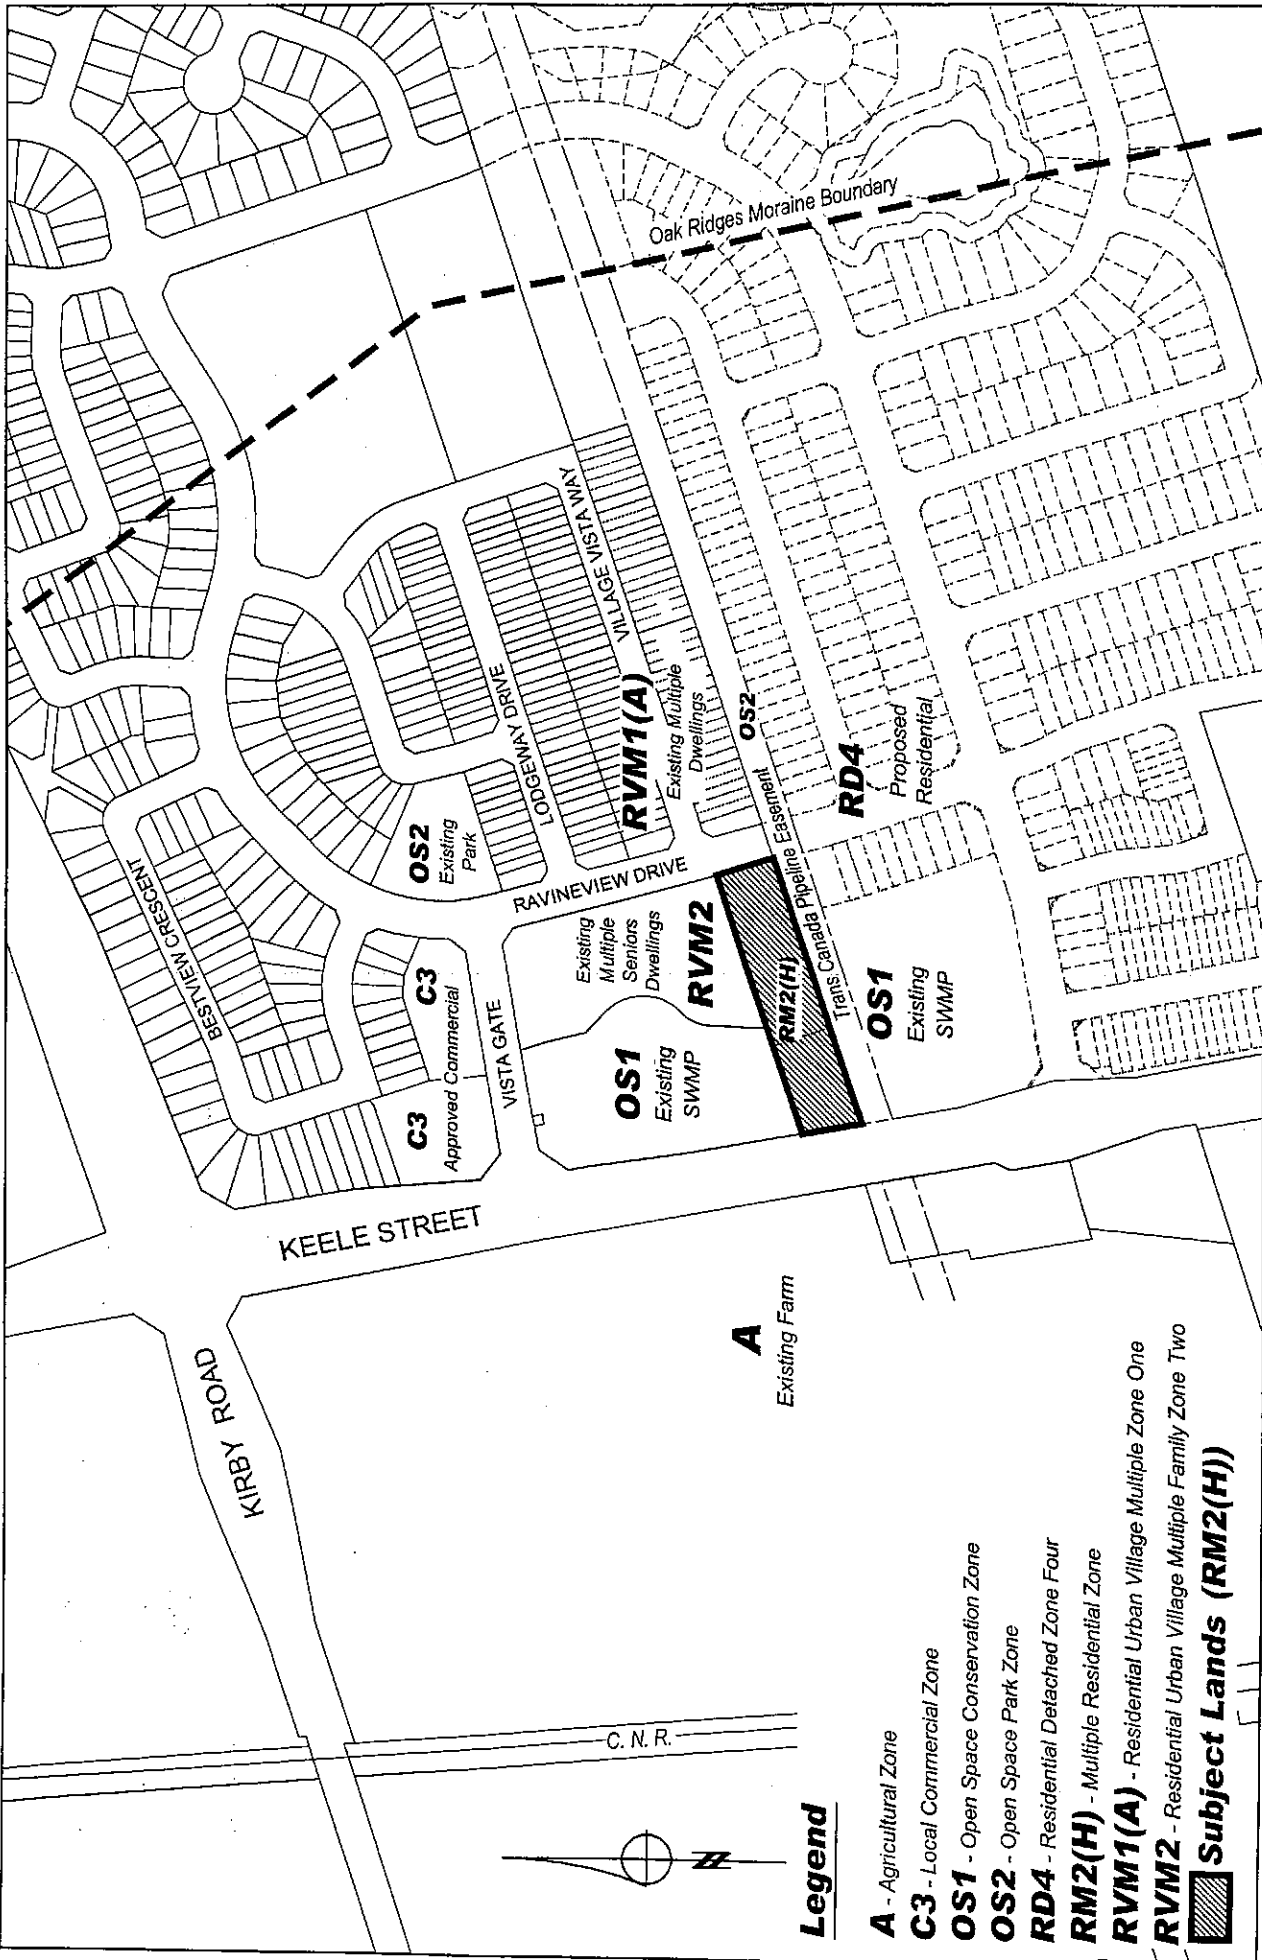 Oak Ridges Moraine Boundary
BESTVIEW CRESCENT
OS2
Existing
Park
LODGEWAY DRIVE
VILLAGE VISTA WAY
RVM1(A)
Existing Multiple
Dwellings
OS2
RD4
Proposed
Residential
C3
C3
Approved Commercial
VISTA GATE
RAVINEVIEW DRIVE
Existing
Multiple
Seniors
Dwellings
RVM2
OS1
Existing
SWMP
RM2(H)
Trans Canada Pipeline Easement
OS1
Existing
SWMP
KEELE STREET
KIRBY ROAD
A
Existing Farm
C. N. R.
N
Legend
A - Agricultural Zone
C3 - Local Commercial Zone
OS1 - Open Space Conservation Zone
OS2 - Open Space Park Zone
RD4 - Residential Detached Zone Four
RM2(H) - Multiple Residential Zone
RVM1(A) - Residential Urban Village Multiple Zone One
RVM2 - Residential Urban Village Multiple Family Zone Two
Subject Lands (RM2(H))